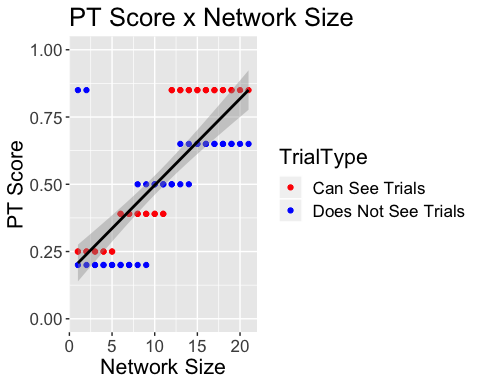 PT Score x Network Size
1.00
0.75
0.50
0.25
0.00
PT Score
0 5 10 15 20
Network Size
TrialType
Can See Trials
Does Not See Trials